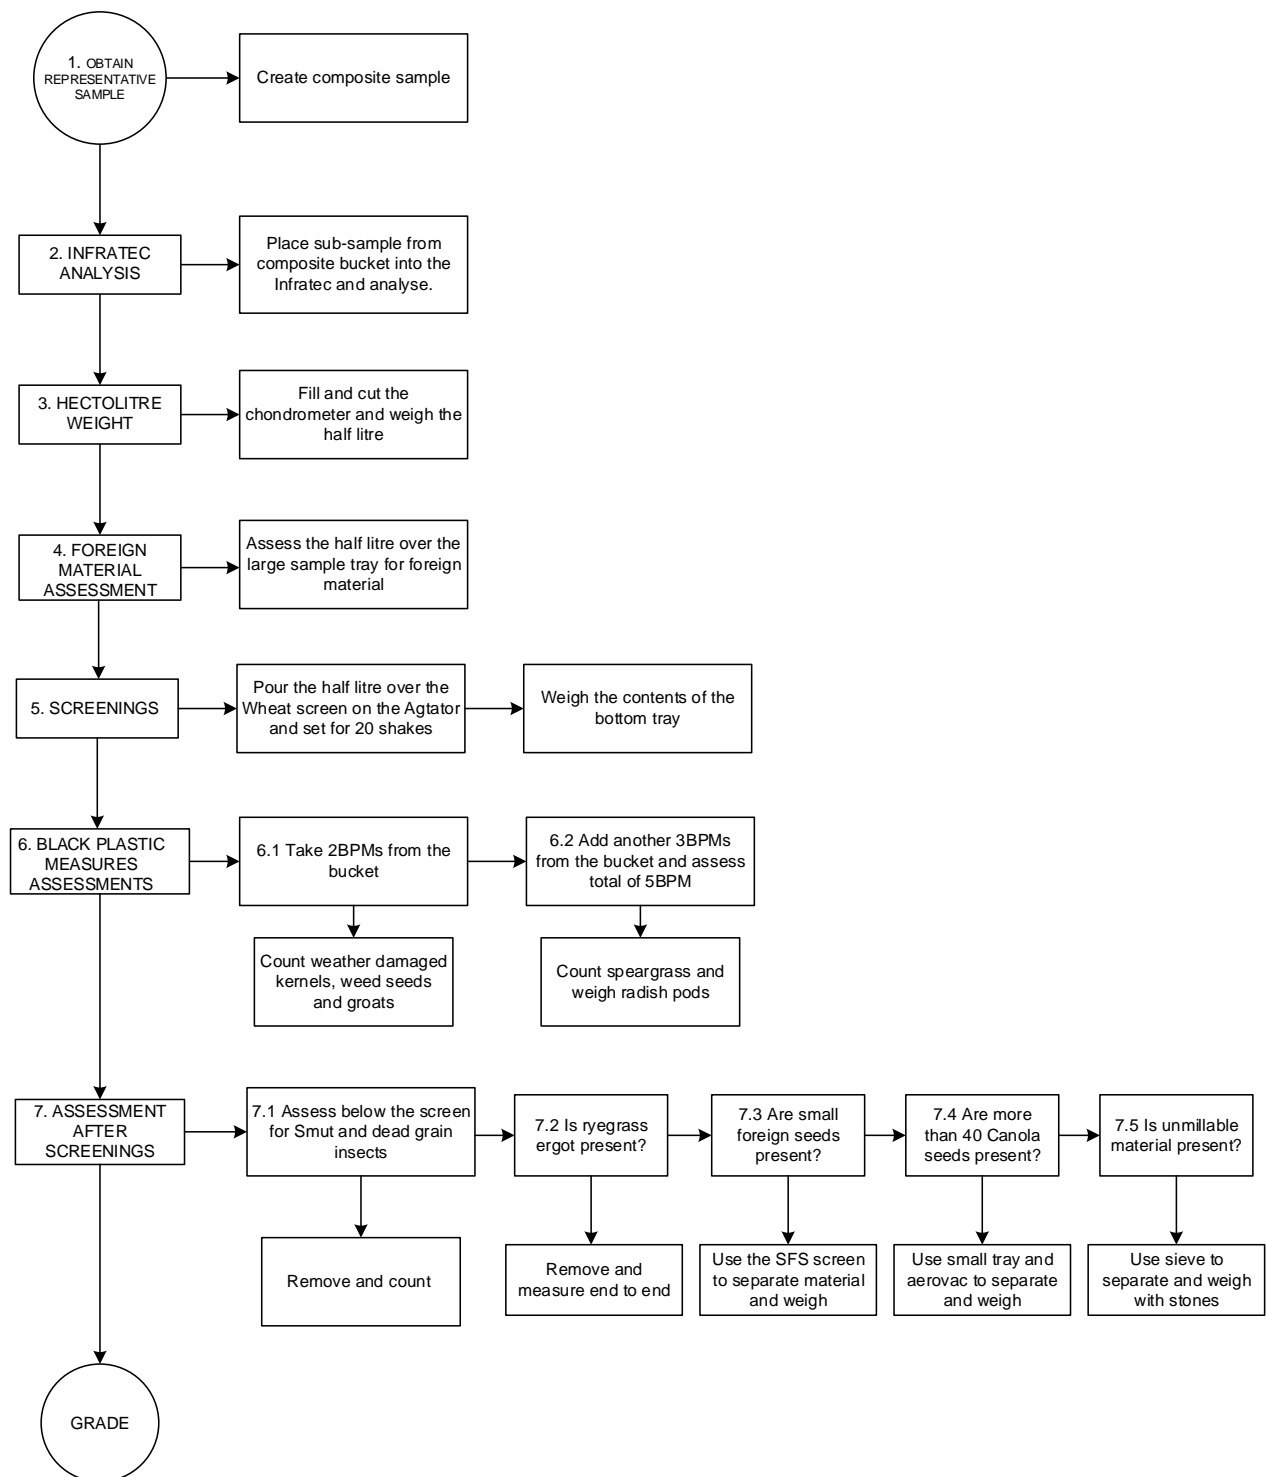 1. OBTAIN
REPRESENTATIVE
SAMPLE
Create composite sample
2. INFRATEC
ANALYSIS
Place sub-sample from
composite bucket into the
Infratec and analyse.
3. HECTOLITRE
WEIGHT
Fill and cut the
chondrometer and weigh the
half litre
4. FOREIGN
MATERIAL
ASSESSMENT
Assess the half litre over the
large sample tray for foreign
material
5. SCREENINGS
Pour the half litre over the
Wheat screen on the Agtator
and set for 20 shakes
Weigh the contents of the
bottom tray
6. BLACK PLASTIC
MEASURES
ASSESSMENTS
6.1 Take 2BPMs from the
bucket
6.2 Add another 3BPMs
from the bucket and assess
total of 5BPM
Count weather damaged
kernels, weed seeds
and groats
Count speargrass and
weigh radish pods
7. ASSESSMENT
AFTER
SCREENINGS
7.1 Assess below the screen
for Smut and dead grain
insects
7.2 Is ryegrass
ergot present?
7.3 Are small
foreign seeds
present?
7.4 Are more
than 40 Canola
seeds present?
7.5 Is unmillable
material present?
Remove and count
Remove and
measure end to end
Use the SFS screen
to separate material
and weigh
Use small tray and
aerovac to separate
and weigh
Use sieve to
separate and weigh
with stones
GRADE